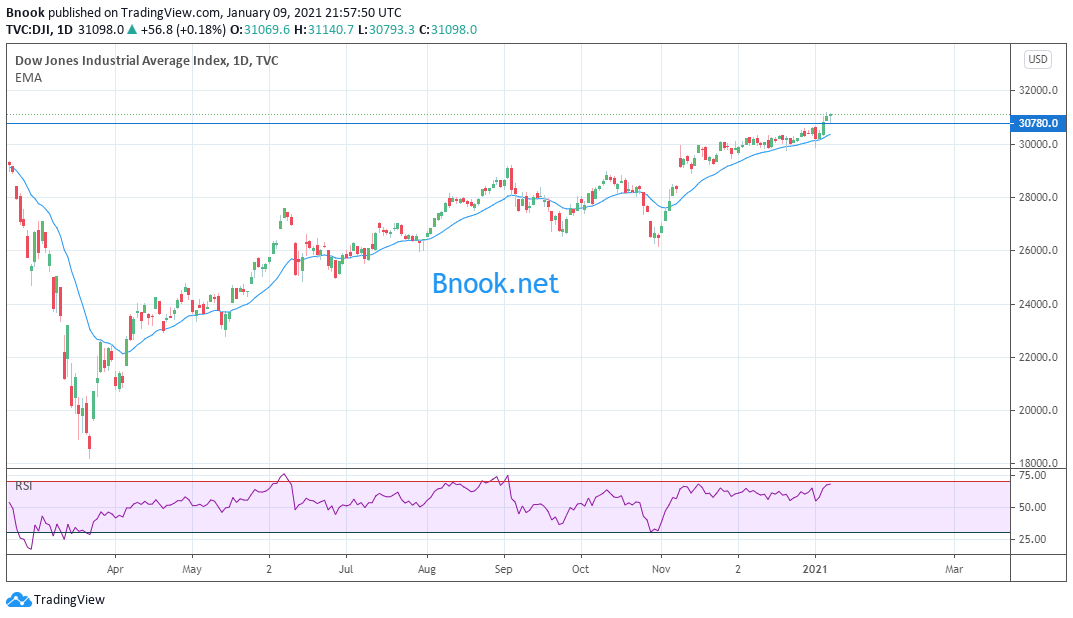 Bnook published on TradingView.com, January 09, 2021 21:57:50 UTC
TVC:DJI, 1D 31098.0 ▲ +56.8 (+0.18%) O:31069.6 H:31140.7 L:30793.3 C:31098.0
Dow Jones Industrial Average Index, 1D, TVC
EMA
USD
32000.0
30780.0
30000.0
28000.0
26000.0
Bnook.net
24000.0
22000.0
20000.0
18000.0
RSI
75.00
50.00
25.00
Apr May 2 Jul Aug Sep Oct Nov 2 2021 Mar
TradingView